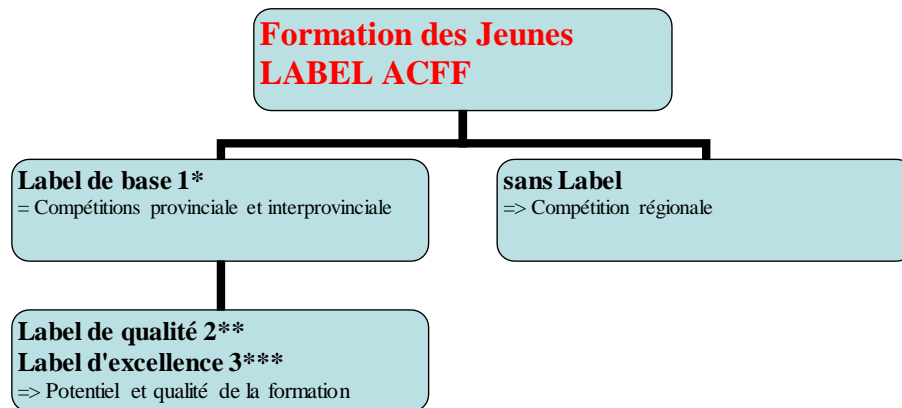 Formation des Jeunes
LABEL ACFF
Label de base 1*
= Compétitions provinciale et interprovinciale
sans Label
=> Compétition régionale
Label de qualité 2**
Label d'excellence 3***
=> Potentiel et qualité de la formation